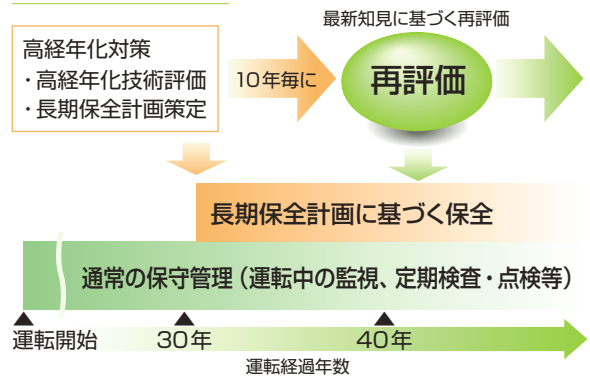 最新知見に基づく再評価
高経年化対策
・高経年化技術評価
・長期保全計画策定
10年毎に
再評価
長期保全計画に基づく保全
通常の保守管理（運転中の監視、定期検査・点検等）
運転開始
30年
40年
運転経過年数